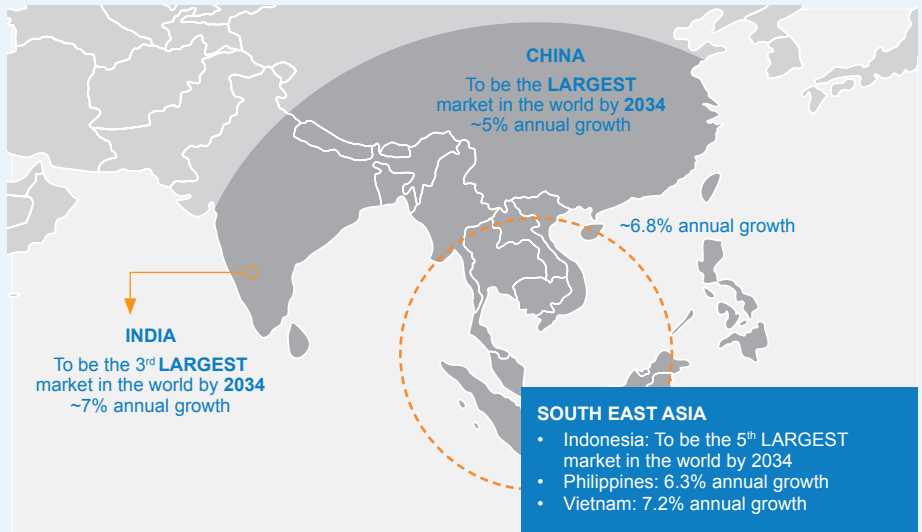 CHINA
To be the LARGEST
market in the world by 2034
~5% annual growth
~6.8% annual growth
INDIA
To be the 3rd LARGEST
market in the world by 2034
~7% annual growth
SOUTH EAST ASIA
• Indonesia: To be the 5th LARGEST
market in the world by 2034
• Philippines: 6.3% annual growth
• Vietnam: 7.2% annual growth